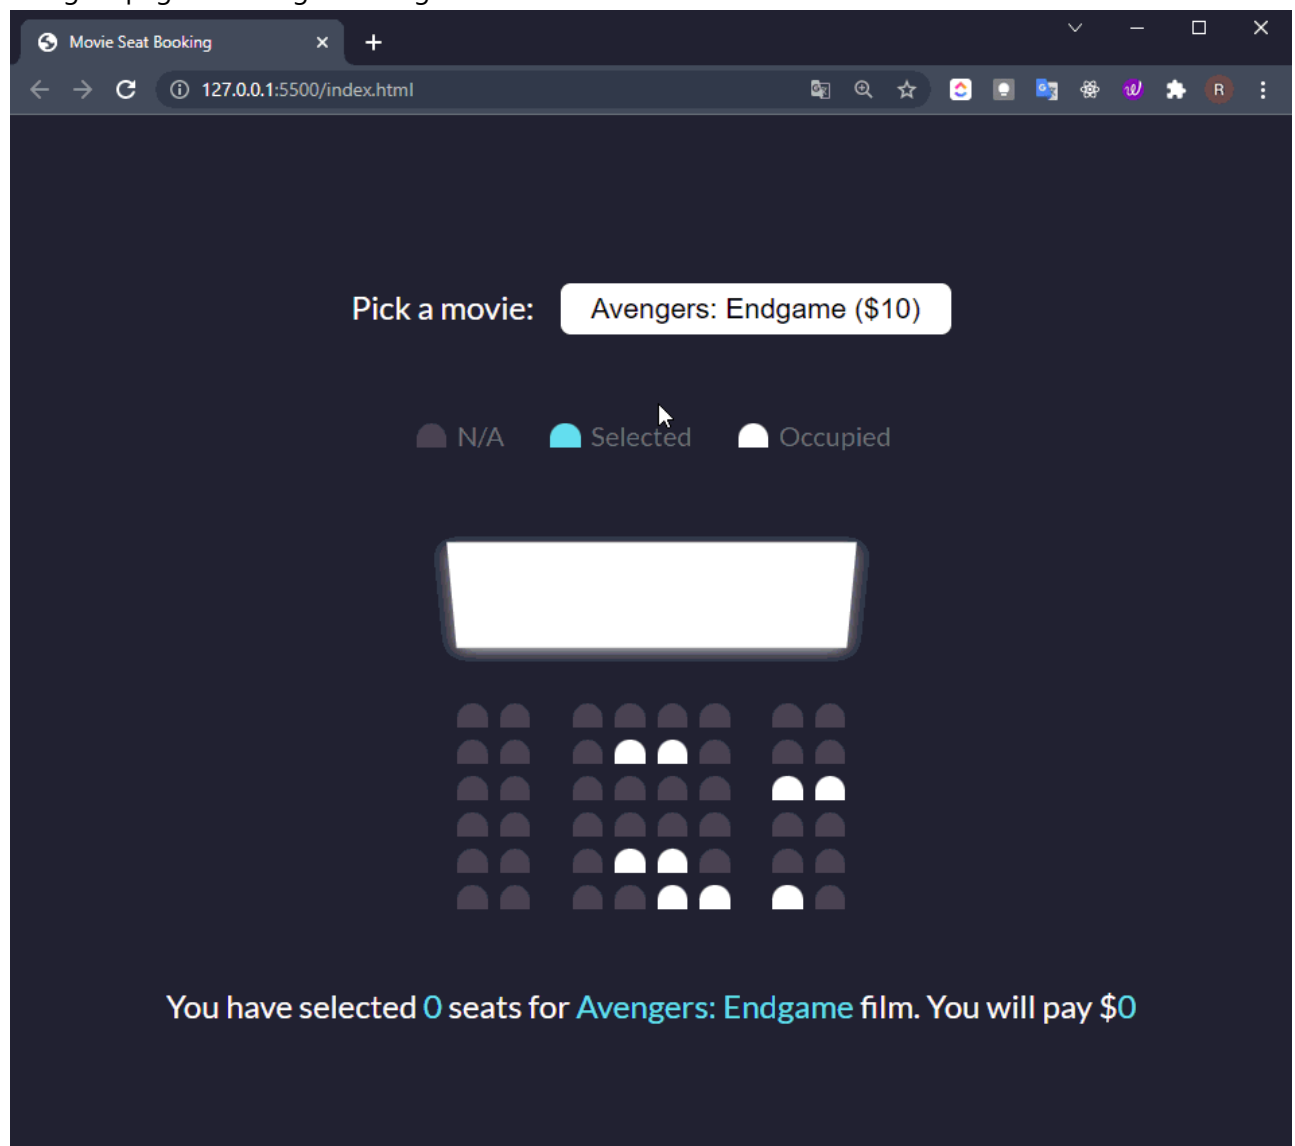 Movie Seat Booking
127.0.0.1:5500/index.html
R
Pick a movie: Avengers: Endgame ($10)
N/A Selected Occupied
You have selected 0 seats for Avengers: Endgame film. You will pay $0